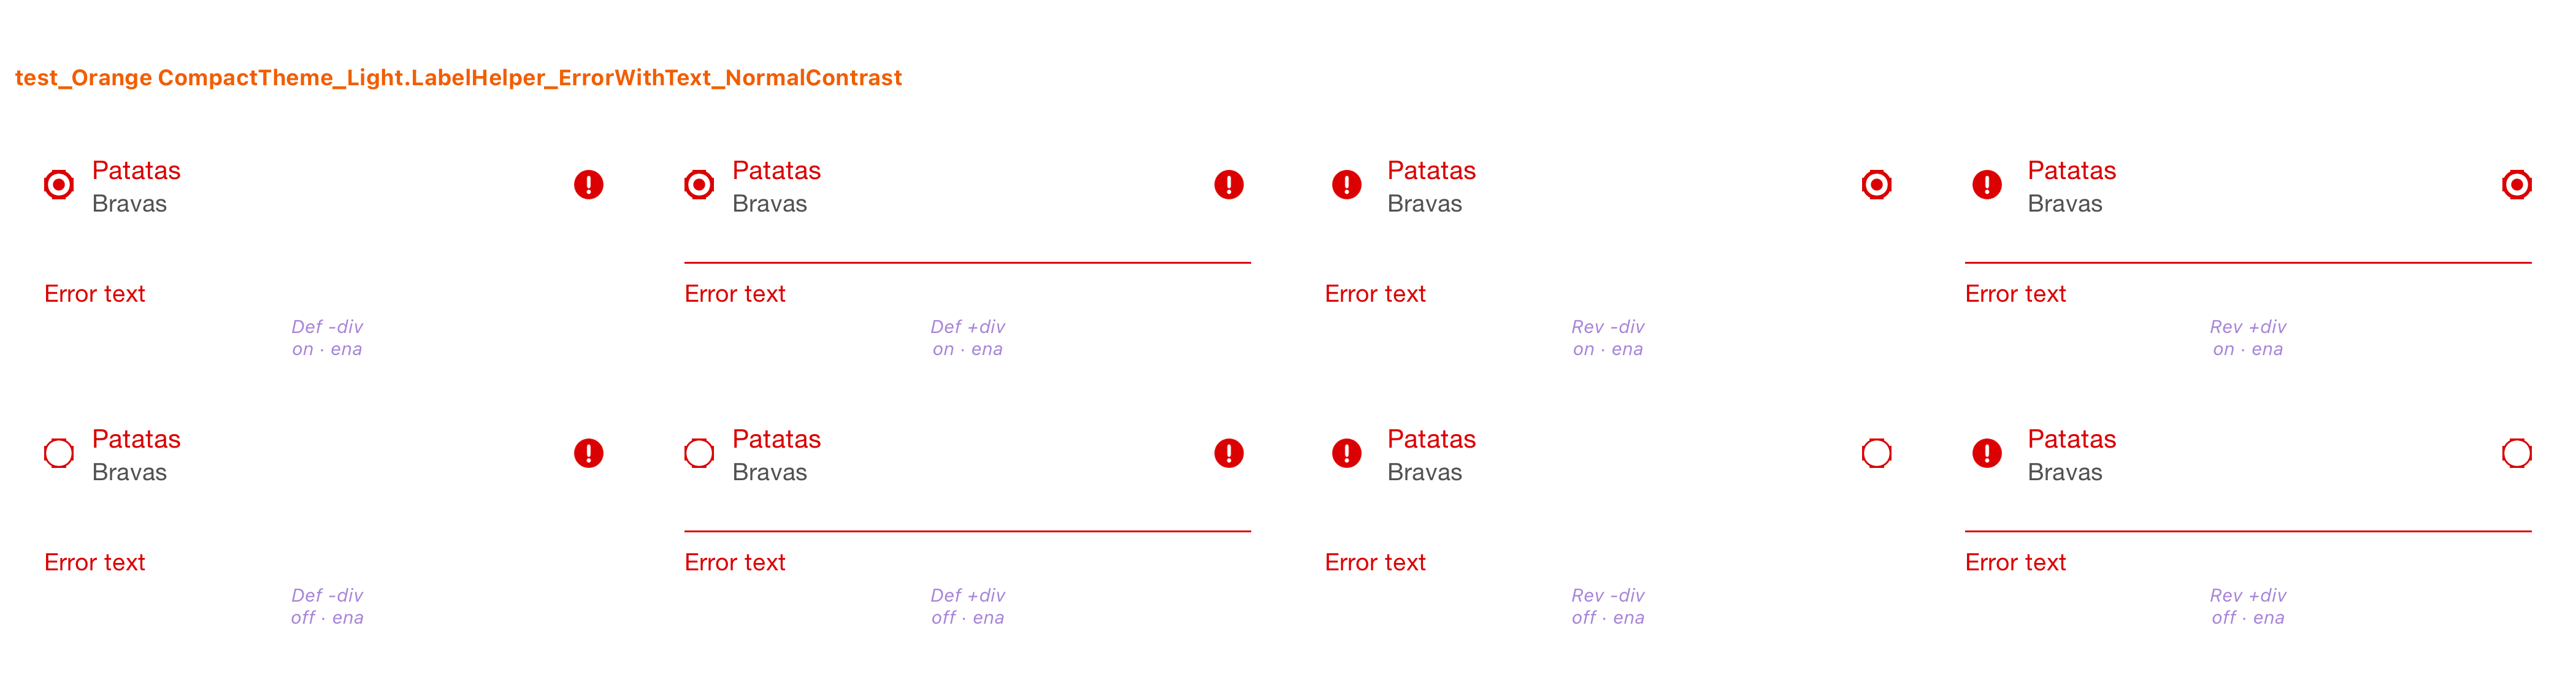 test_Orange CompactTheme_Light.LabelHelper_ErrorWithText_NormalContrast
Patatas
Bravas
Error text
Def -div
on · ena
Patatas
Bravas
Error text
Def +div
on · ena
Patatas
Bravas
Error text
Rev -div
on · ena
Patatas
Bravas
Error text
Rev +div
on · ena
Patatas
Bravas
Error text
Def -div
off · ena
Patatas
Bravas
Error text
Def +div
off · ena
Patatas
Bravas
Error text
Rev -div
off · ena
Patatas
Bravas
Error text
Rev +div
off · ena